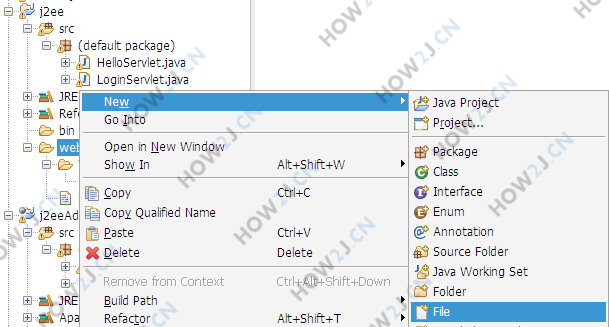 j2ee
src
(default package)
HelloServlet.java
LoginServlet.java
JRE
Refe
bin
web
j2eeAd
src
JRE
Apa
New
Go Into
Open in New Window
Show In Alt+Shift+W
Copy Ctrl+C
Copy Qualified Name
Paste Ctrl+V
Delete Delete
Remove from Context Ctrl+Alt+Shift+Down
Build Path
Refactor Alt+Shift+T
Java Project
Project...
Package
Class
Interface
Enum
Annotation
Source Folder
Java Working Set
Folder
File
HOW2J.CN
HOW2J.CN
HOW2J.CN
HOW2J.CN
HOW2J.CN
HOW2J.CN